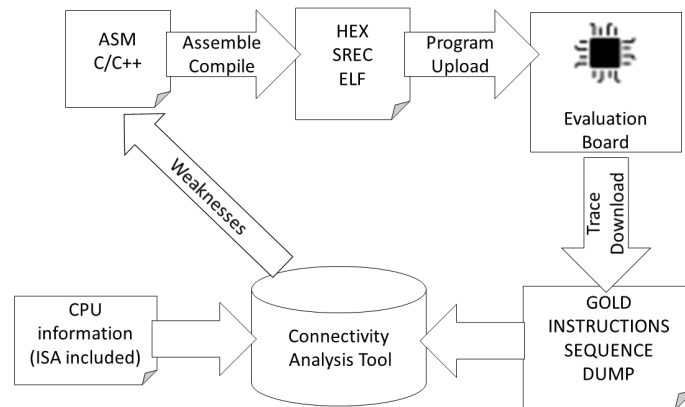 ASM
C/C++
Assemble
Compile
HEX
SREC
ELF
Program
Upload
Evaluation
Board
Trace
Download
Weaknesses
CPU
information
(ISA included)
Connectivity
Analysis Tool
GOLD
INSTRUCTIONS
SEQUENCE
DUMP